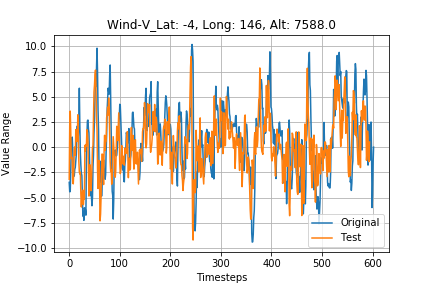 Wind-V_Lat: -4, Long: 146, Alt: 7588.0
Value Range
10.0
7.5
5.0
2.5
0.0
−2.5
−5.0
−7.5
−10.0
Original
Test
0 100 200 300 400 500 600
Timesteps